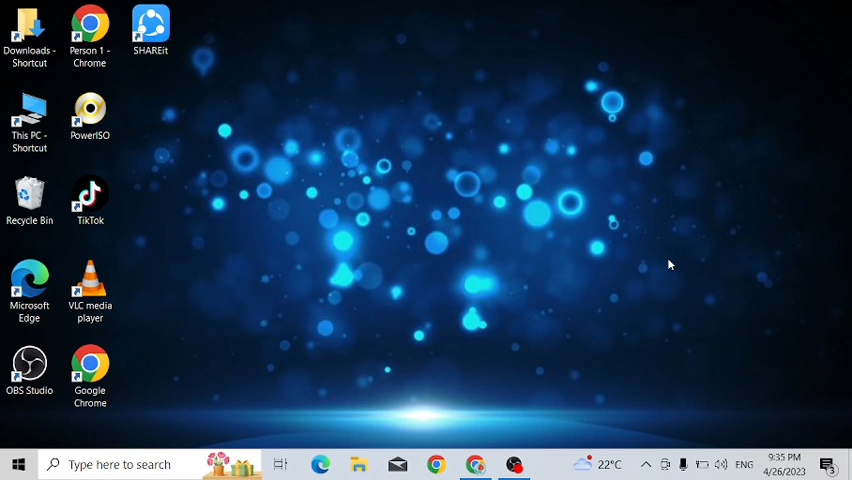 Downloads -
Shortcut
Person 1 -
Chrome
SHAREit
This PC -
Shortcut
PowerISO
Recycle Bin
TikTok
Microsoft
Edge
VLC media
player
OBS Studio
Google
Chrome
Type here to search
22°C
ENG
9:35 PM
4/26/2023
3